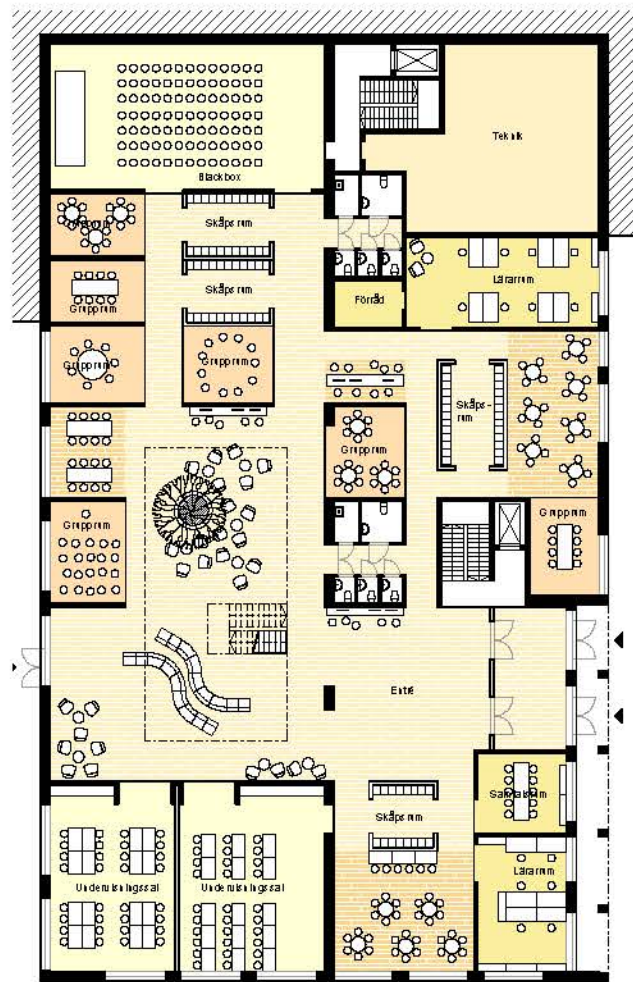 Teknik
Blackbox
Skåpsrum
Lärarrum
Skåpsrum
Förråd
Grupprum
Grupprum
Grupprum
Skåps-
rum
Grupprum
Grupprum
Grupprum
Entré
Samtalsrum
Skåpsrum
Lärarrum
Undervisningssal
Undervisningssal